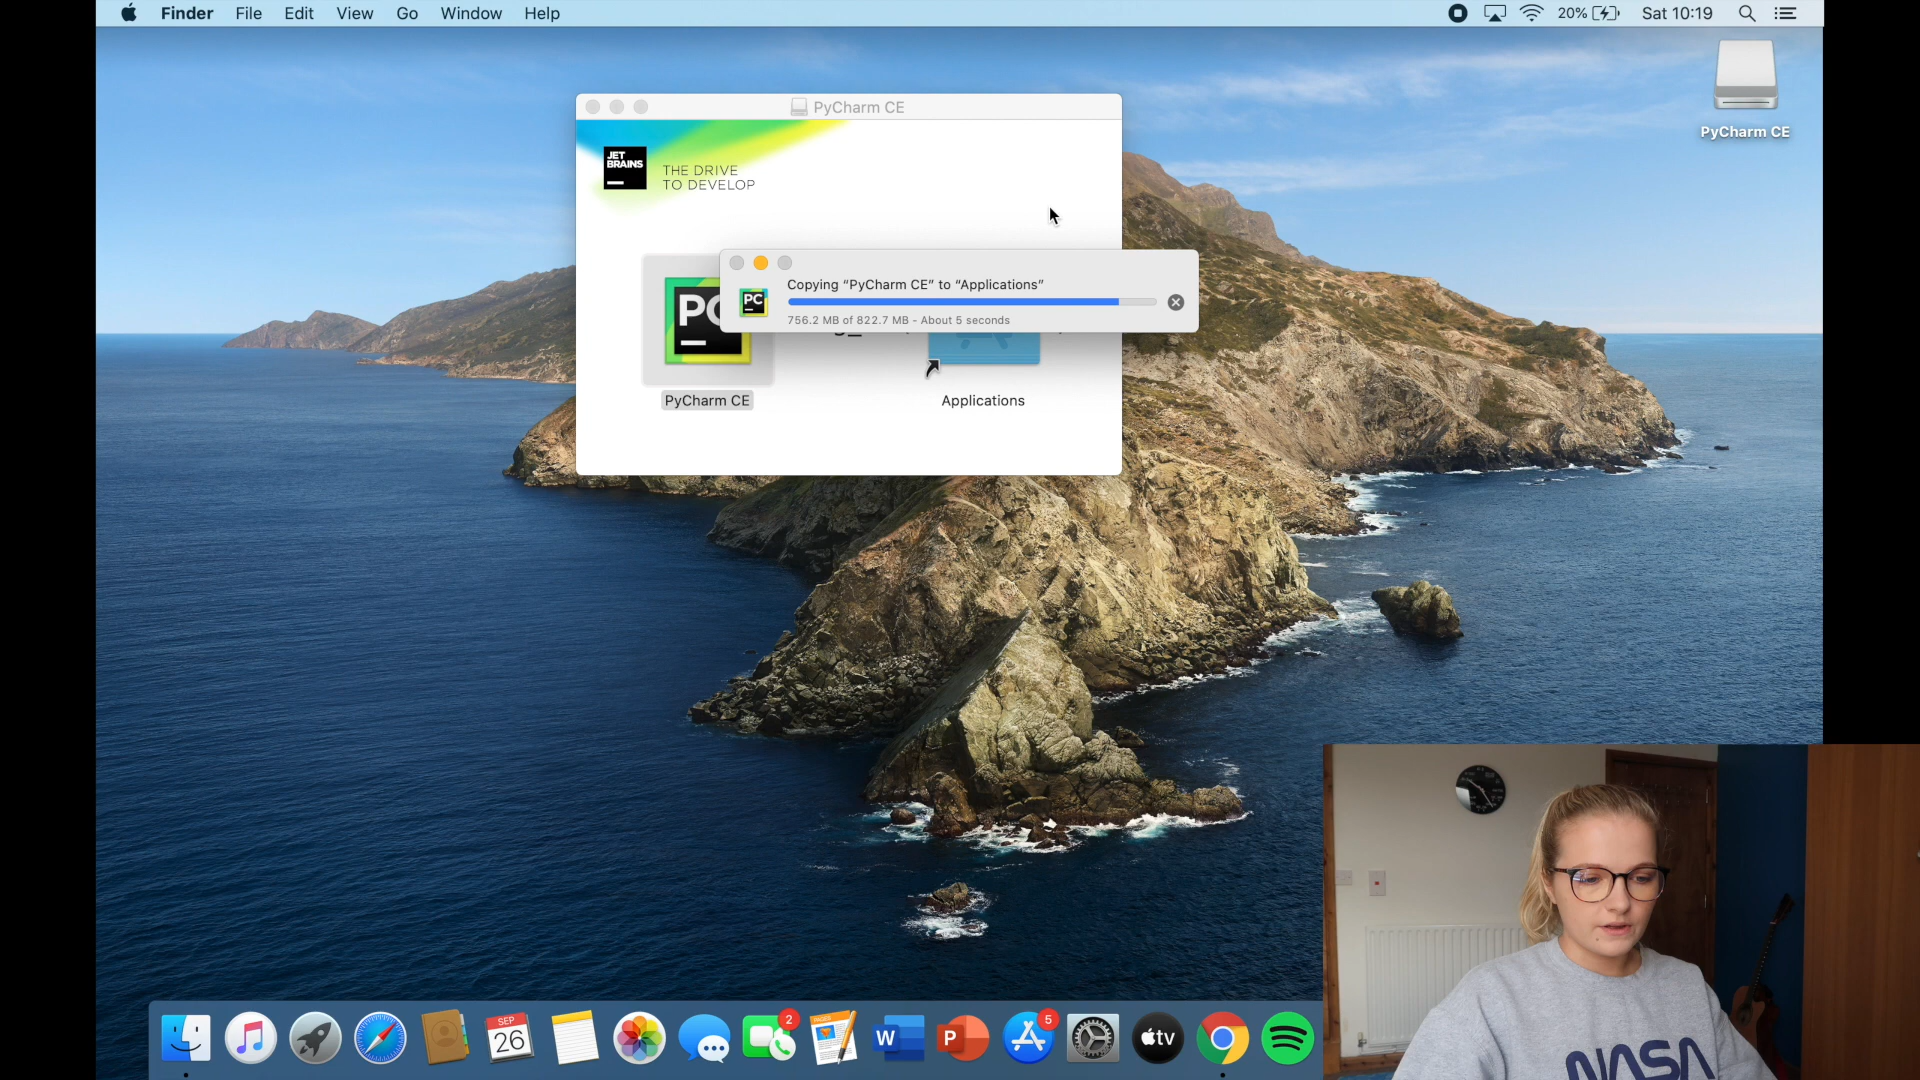 Finder File Edit View Go Window Help
20% Sat 10:19
PyCharm CE
PyCharm CE
JET
BRAINS
THE DRIVE
TO DEVELOP
Copying “PyCharm CE” to “Applications”
756.2 MB of 822.7 MB - About 5 seconds
PC
PC
PyCharm CE
Applications
SEP
26
2
PAGES
W
P
5
tv
NASA